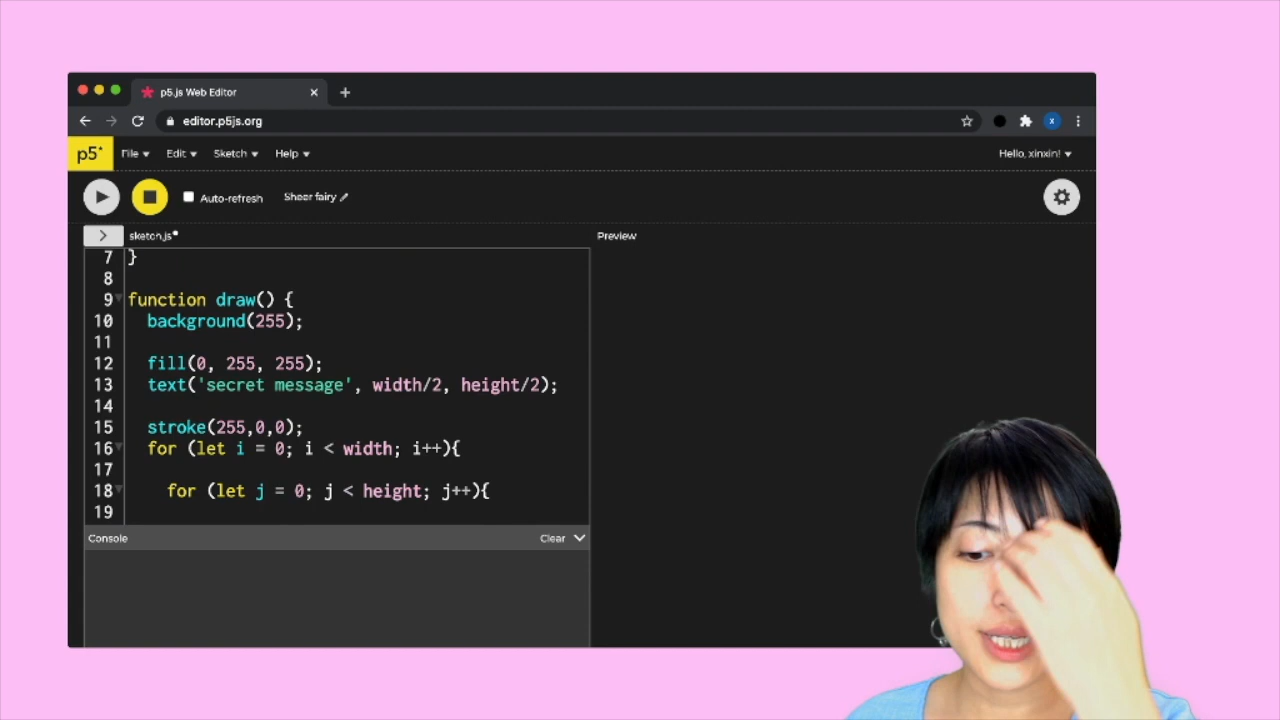 p5.js Web Editor
editor.p5js.org
x
p5* File Edit Sketch Help Hello, xinxin!
Auto-refresh Sheer fairy
sketch.js Preview
7 }
8
9 function draw() {
10 background(255);
11
12 fill(0, 255, 255);
13 text('secret message', width/2, height/2);
14
15 stroke(255,0,0);
16 for (let i = 0; i < width; i++){
17
18 for (let j = 0; j < height; j++){
19
Console Clear